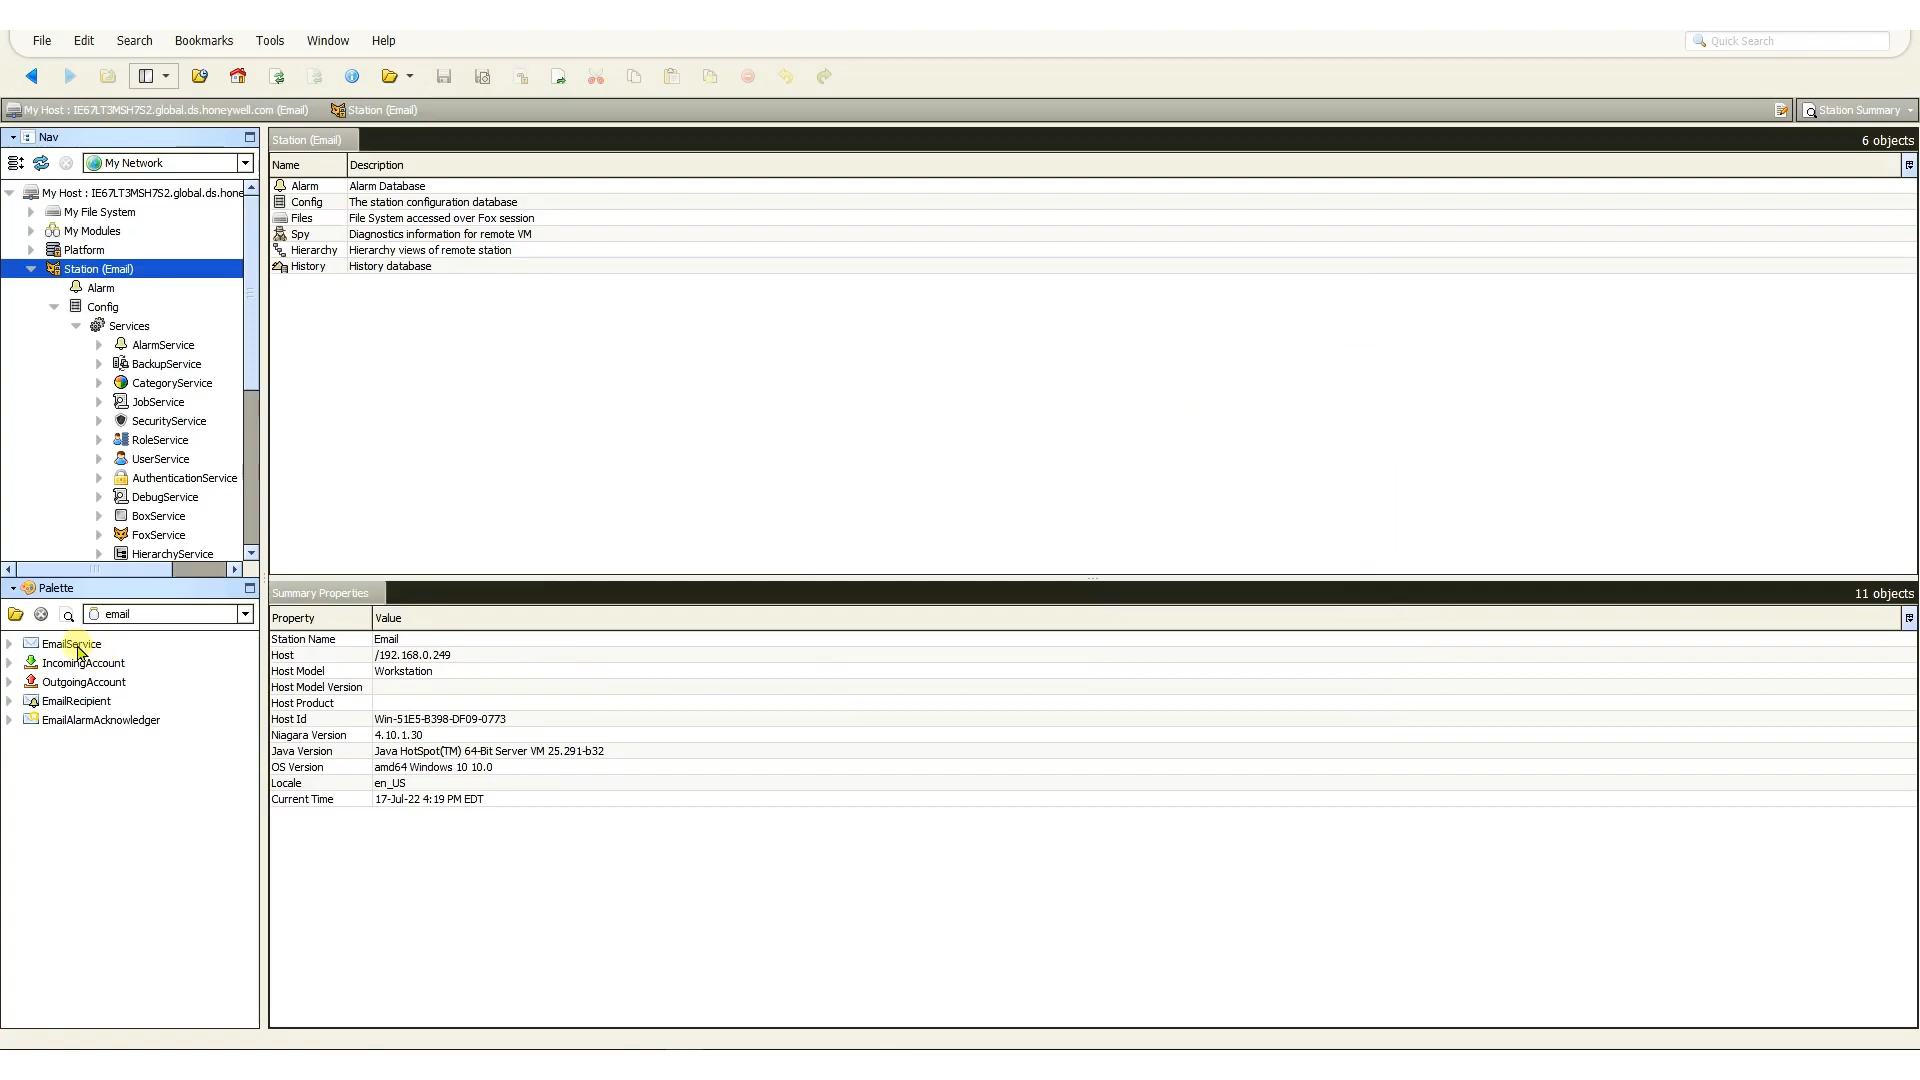 File Edit Search Bookmarks Tools Window Help
Quick Search
My Host : IE67LT3MSH7S2.global.ds.honeywell.com (Email) Station (Email) Station Summary
Nav
My Network
My Host : IE67LT3MSH7S2.global.ds.hone
My File System
My Modules
Platform
Station (Email)
Alarm
Config
Services
AlarmService
BackupService
CategoryService
JobService
SecurityService
RoleService
UserService
AuthenticationService
DebugService
BoxService
FoxService
HierarchyService
Palette
email
EmailService
IncomingAccount
OutgoingAccount
EmailRecipient
EmailAlarmAcknowledger
Station (Email) 6 objects
Name Description
Alarm Alarm Database
Config The station configuration database
Files File System accessed over Fox session
Spy Diagnostics information for remote VM
Hierarchy Hierarchy views of remote station
History History database
Summary Properties 11 objects
Property Value
Station Name Email
Host /192.168.0.249
Host Model Workstation
Host Model Version
Host Product
Host Id Win-51E5-B398-DF09-0773
Niagara Version 4.10.1.30
Java Version Java HotSpot(TM) 64-Bit Server VM 25.291-b32
OS Version amd64 Windows 10 10.0
Locale en_US
Current Time 17-Jul-22 4:19 PM EDT